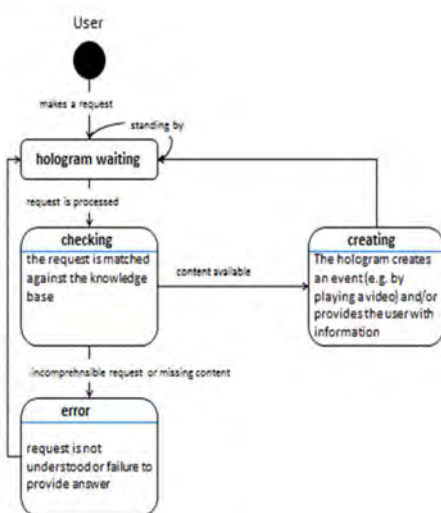 User
makes a request
standing by
hologram waiting
request is processed
checking
the request is matched
against the knowledge
base
content available
creating
The hologram creates
an event (e.g. by
playing a video) and/or
provides the user with
information
incomprehnsible request or missing content
error
request is not
understood or failure to
provide answer